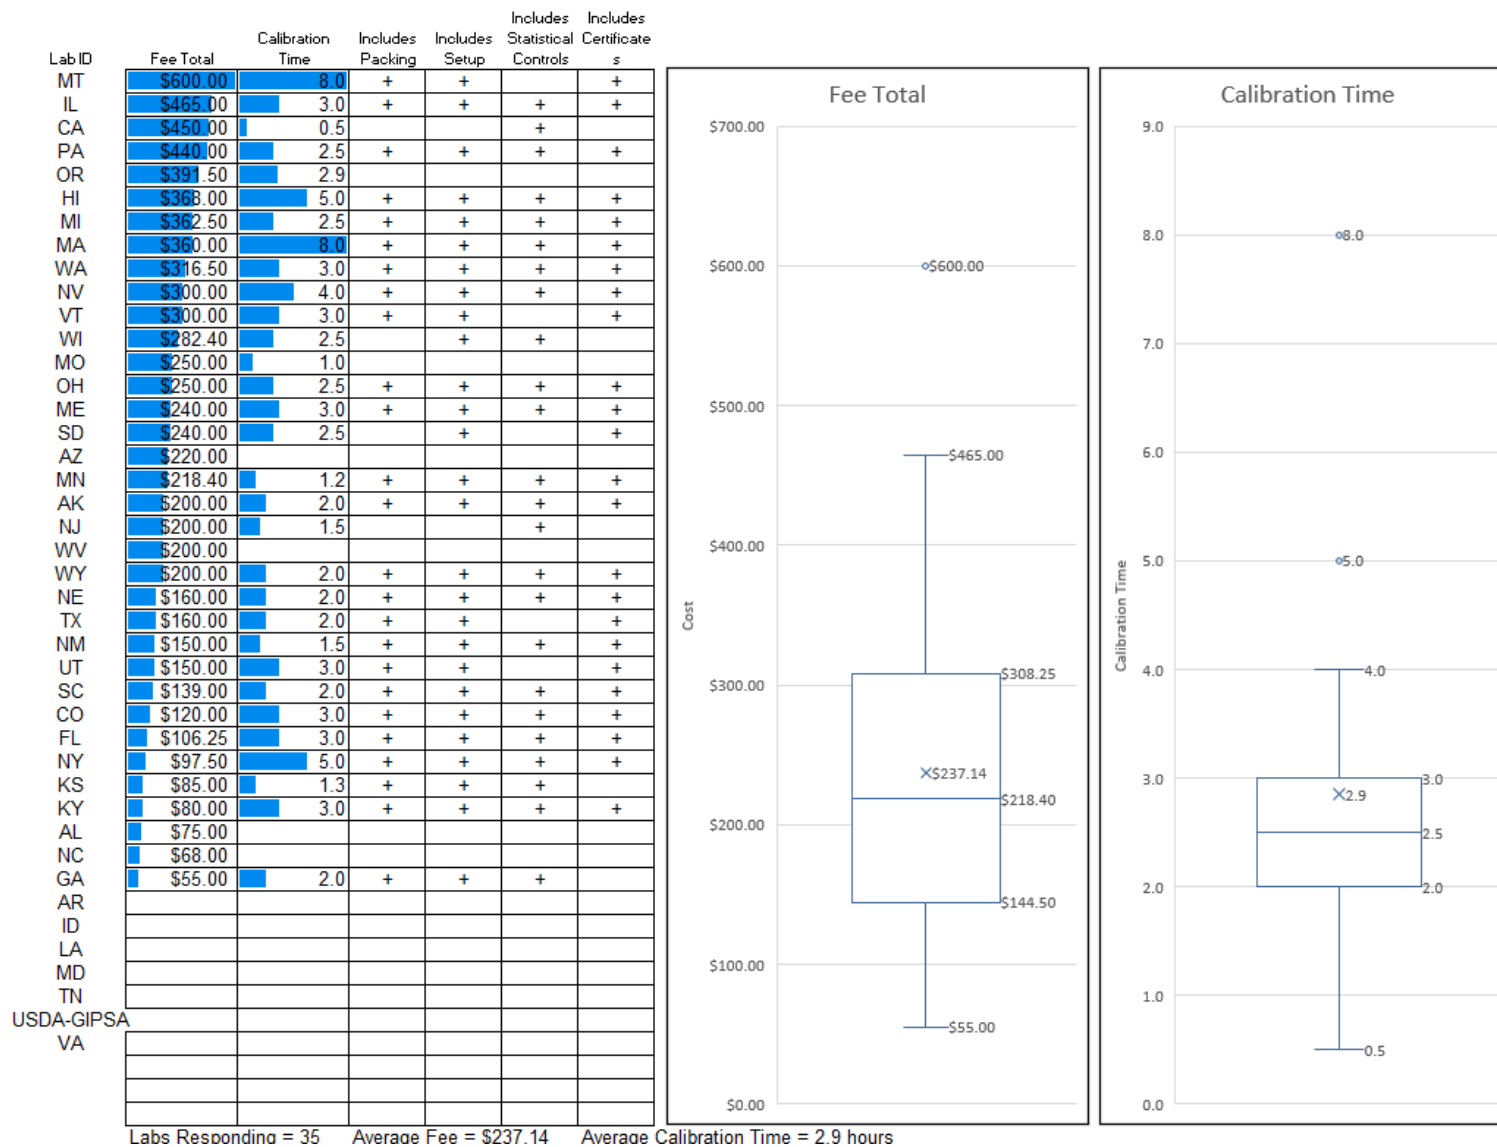 Lab ID Fee Total Calibration Time Includes Packing Includes Setup Includes Statistical Controls Includes Certificate s
MT $600.00 8.0 + + +
IL $465.00 3.0 + + + +
CA $450.00 0.5 +
PA $440.00 2.5 + + + +
OR $391.50 2.9
HI $368.00 5.0 + + + +
MI $362.50 2.5 + + + +
MA $360.00 8.0 + + + +
WA $316.50 3.0 + + + +
NV $300.00 4.0 + + + +
VT $300.00 3.0 + + +
WI $282.40 2.5 + +
MO $250.00 1.0
OH $250.00 2.5 + + + +
ME $240.00 3.0 + + + +
SD $240.00 2.5 + +
AZ $220.00
MN $218.40 1.2 + + + +
AK $200.00 2.0 + + + +
NJ $200.00 1.5 +
WV $200.00
WY $200.00 2.0 + + + +
NE $160.00 2.0 + + + +
TX $160.00 2.0 + + +
NM $150.00 1.5 + + + +
UT $150.00 3.0 + + +
SC $139.00 2.0 + + + +
CO $120.00 3.0 + + + +
FL $106.25 3.0 + + + +
NY $97.50 5.0 + + + +
KS $85.00 1.3 + + +
KY $80.00 3.0 + + + +
AL $75.00
NC $68.00
GA $55.00 2.0 + + +
AR
ID
LA
MD
TN
USDA-GIPSA
VA
Labs Responding = 35 Average Fee = $237.14 Average Calibration Time = 2.9 hours
Fee Total
Cost
$700.00
$600.00
$500.00
$400.00
$300.00
$200.00
$100.00
$0.00
$600.00
$465.00
$308.25
$237.14
$218.40
$144.50
$55.00
Calibration Time
Calibration Time
9.0
8.0
7.0
6.0
5.0
4.0
3.0
2.0
1.0
0.0
8.0
5.0
4.0
3.0
2.9
2.5
2.0
0.5